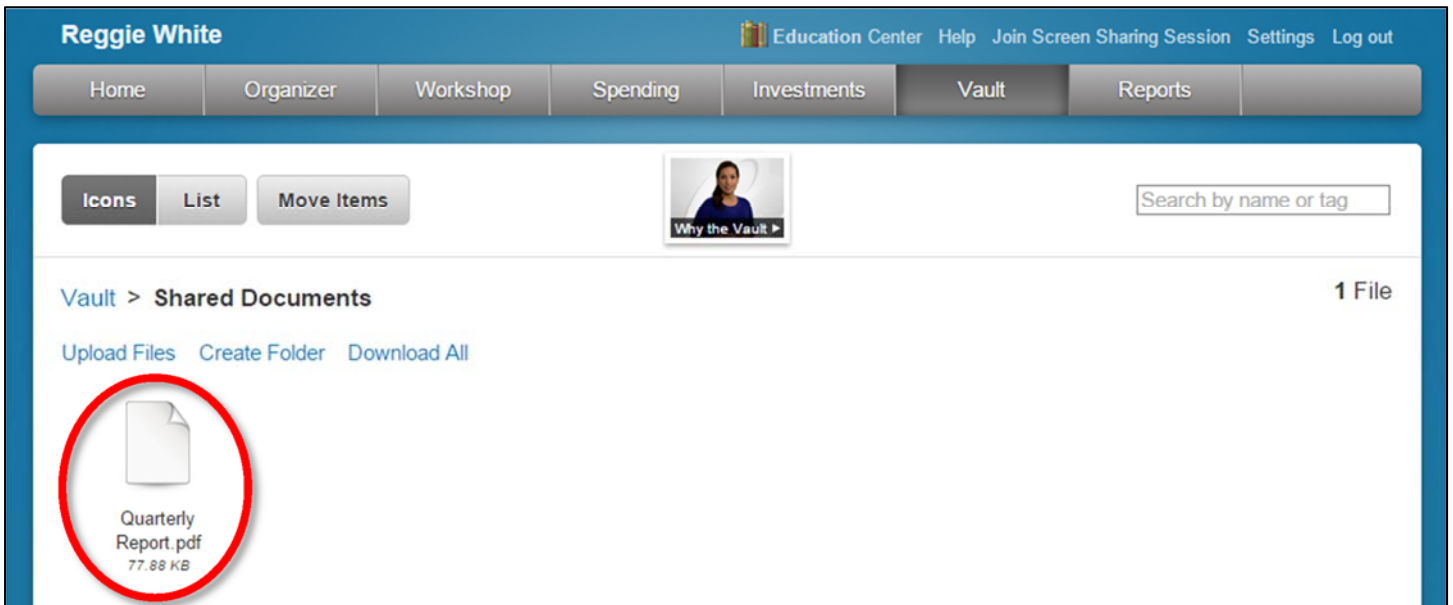 Reggie White
Education Center Help Join Screen Sharing Session Settings Log out
Home Organizer Workshop Spending Investments Vault Reports
Icons List Move Items
Why the Vault
Search by name or tag
Vault > Shared Documents
1 File
Upload Files Create Folder Download All
Quarterly
Report.pdf
77.88 KB